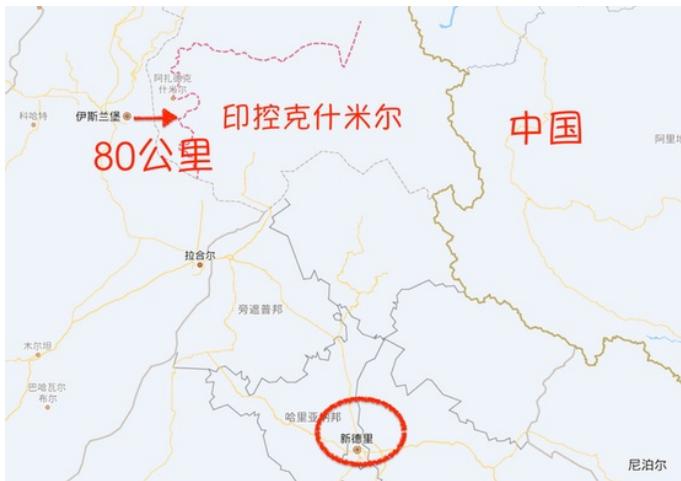 阿扎德克
什米尔
科哈特
伊斯兰堡
印控克什米尔
中国
阿里地
80公里
拉合尔
旁遮普邦
木尔坦
巴哈瓦尔
布尔
哈里亚纳邦
新德里
尼泊尔